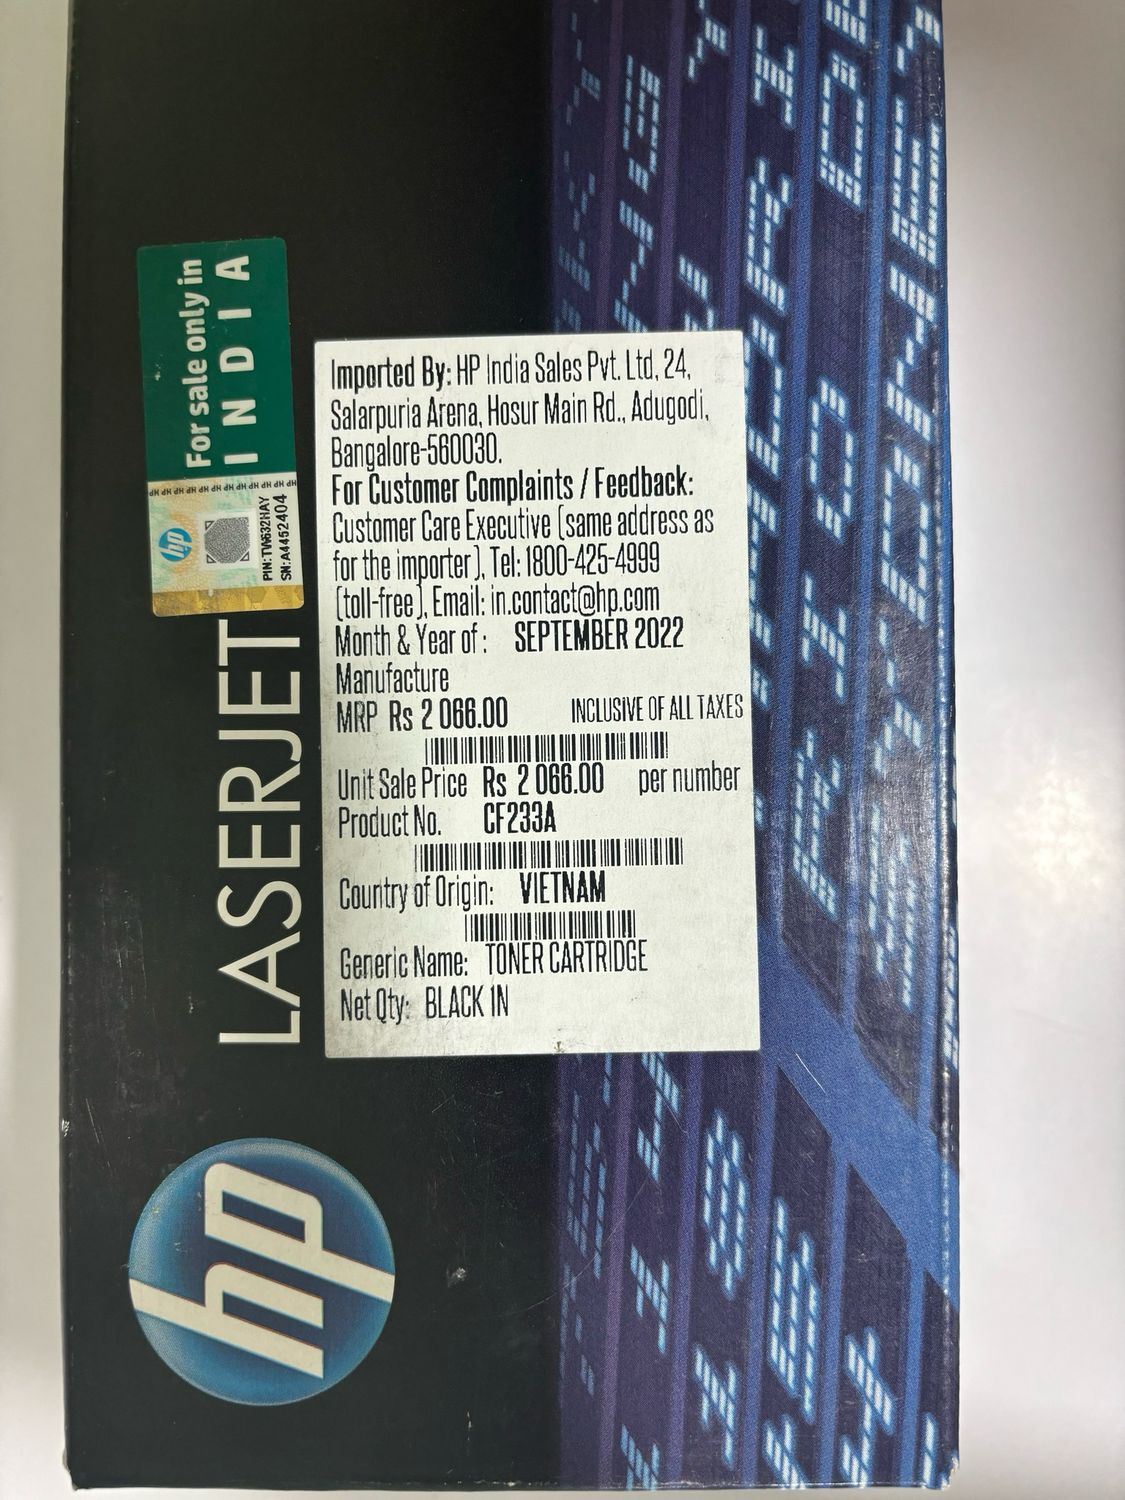 For sale only in
INDIA
hp
PIN:TW632HAY
SN:A4452404
LASERJET
hp
Imported By: HP India Sales Pvt. Ltd, 24,
Salarpuria Arena, Hosur Main Rd., Adugodi,
Bangalore-560030.
For Customer Complaints / Feedback:
Customer Care Executive (same address as
for the importer), Tel: 1800-425-4999
(toll-free), Email: in.contact@hp.com
Month & Year of : SEPTEMBER 2022
Manufacture
MRP Rs 2 066.00 INCLUSIVE OF ALL TAXES
Unit Sale Price Rs 2 066.00 per number
Product No. CF233A
Country of Origin: VIETNAM
Generic Name: TONER CARTRIDGE
Net Qty: BLACK 1N